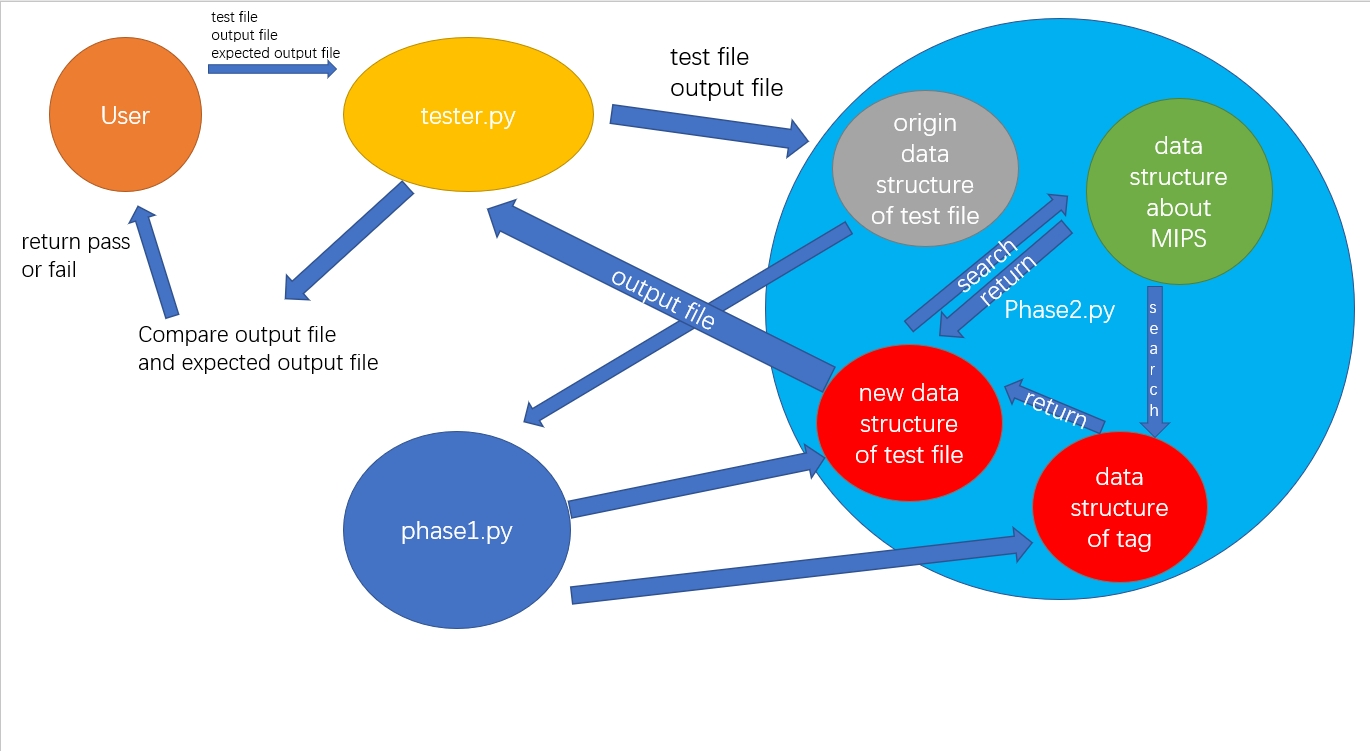 test file
output file
expected output file
User
tester.py
test file
output file
origin
data
structure
of test file
data
structure
about
MIPS
return pass
or fail
Compare output file
and expected output file
output file
search
return
Phase2.py
search
new data
structure
of test file
return
data
structure
of tag
phase1.py